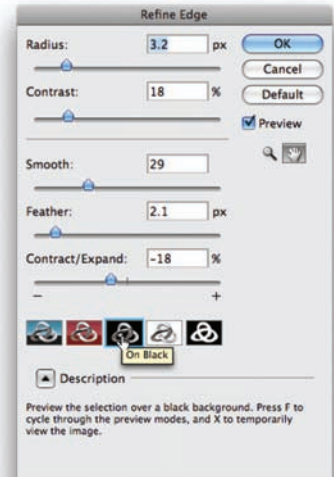 Refine Edge
Radius: 3.2 px
OK
Cancel
Contrast: 18 %
Default
Preview
Smooth: 29
Feather: 2.1 px
Contract/Expand: -18 %
− +
On Black
Description
Preview the selection over a black background. Press F to
cycle through the preview modes, and X to temporarily
view the image.